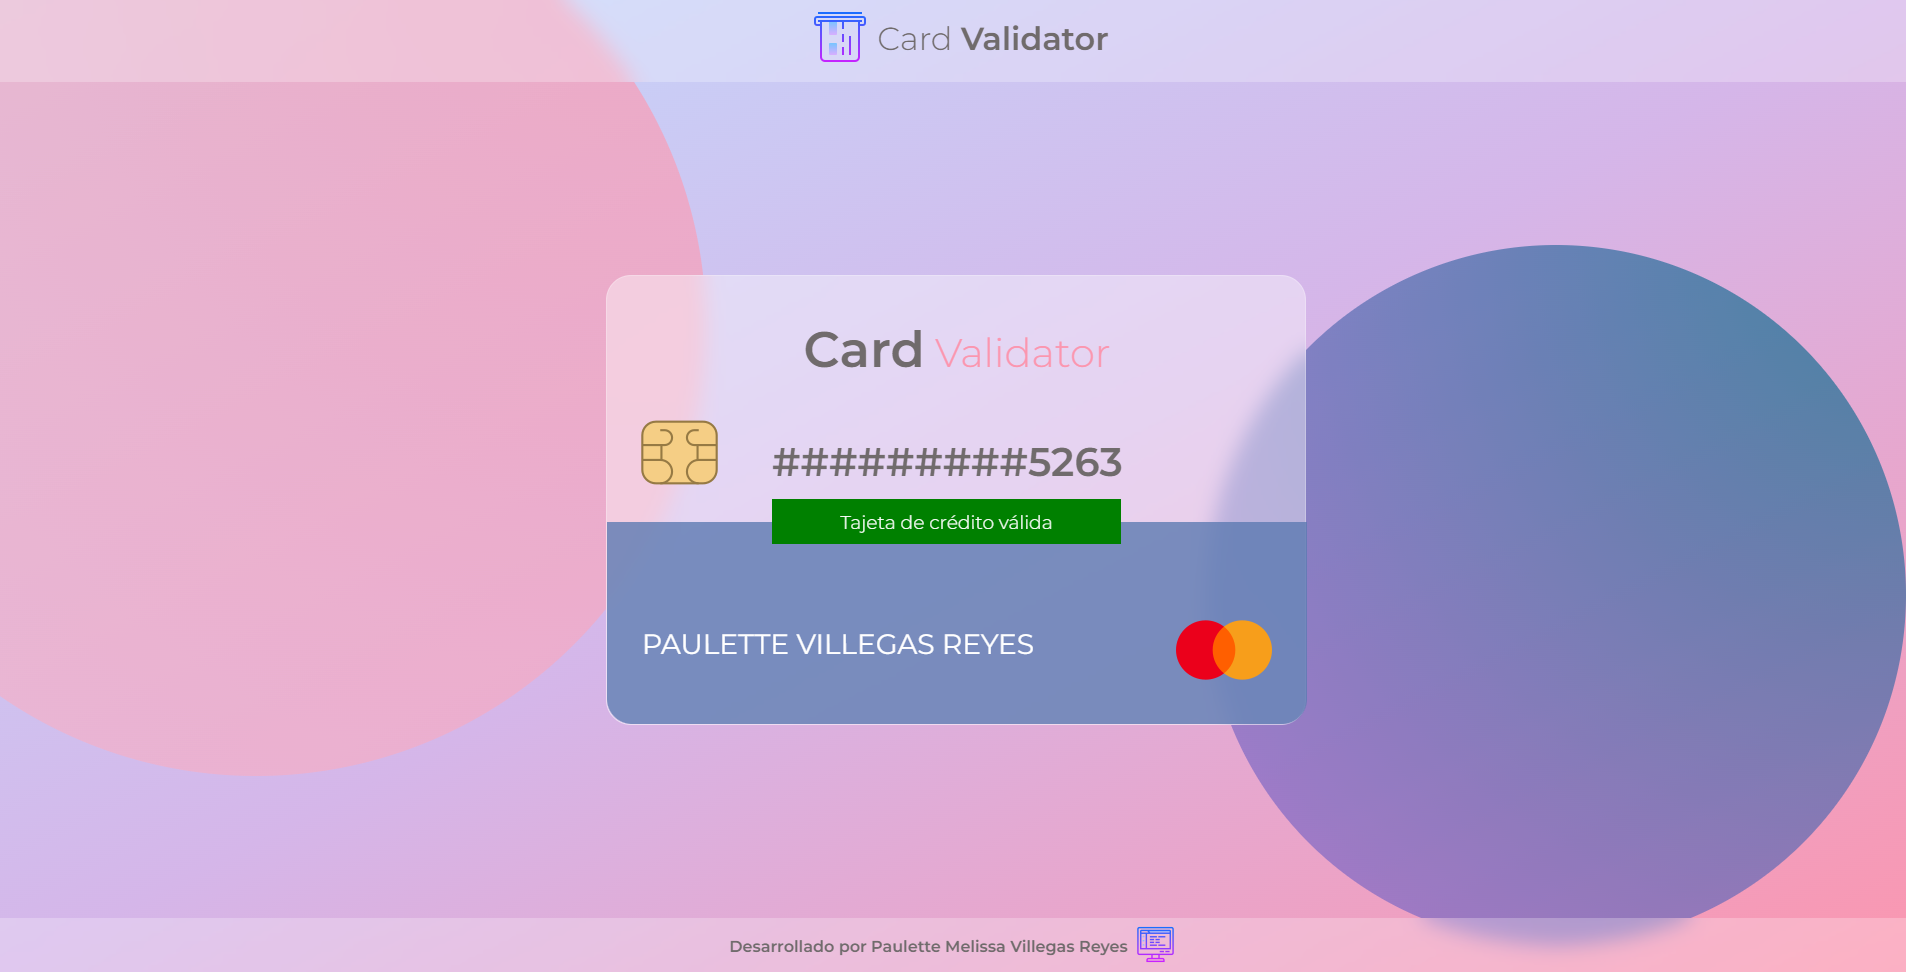 Card Validator
Card Validator
#########5263
Tajeta de crédito válida
PAULETTE VILLEGAS REYES
Desarrollado por Paulette Melissa Villegas Reyes